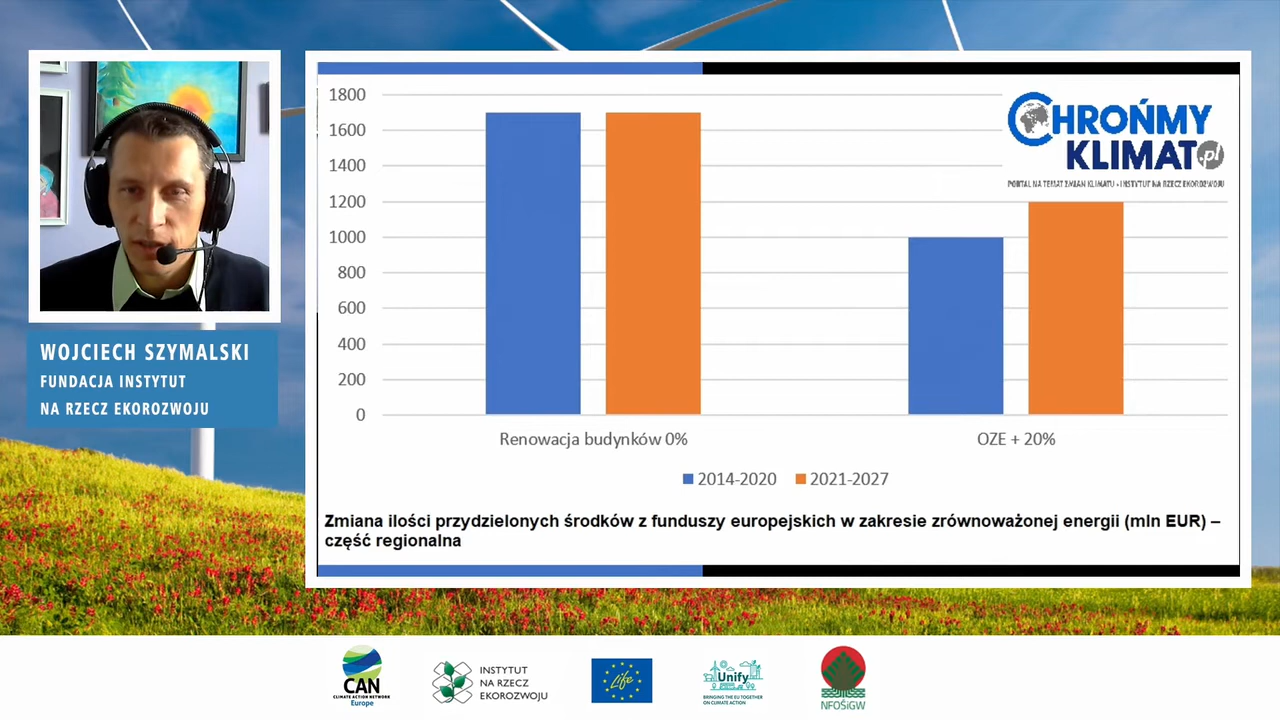 WOJCIECH SZYMALSKI
FUNDACJA INSTYTUT
NA RZECZ EKOROZWOJU
1800
1600
1400
1200
1000
800
600
400
200
0
CHROŃMY
KLIMAT.pl
PORTAL NA TEMAT ZMIAN KLIMATU • INSTYTUT NA RZECZ EKOROZWOJU
Renowacja budynków 0%
OZE + 20%
2014-2020
2021-2027
Zmiana ilości przydzielonych środków z funduszy europejskich w zakresie zrównoważonej energii (mln EUR) –
część regionalna
CAN
CLIMATE ACTION NETWORK
Europe
INSTYTUT
NA RZECZ
EKOROZWOJU
Life
Unify
BRINGING THE EU TOGETHER
ON CLIMATE ACTION
NFOŚiGW